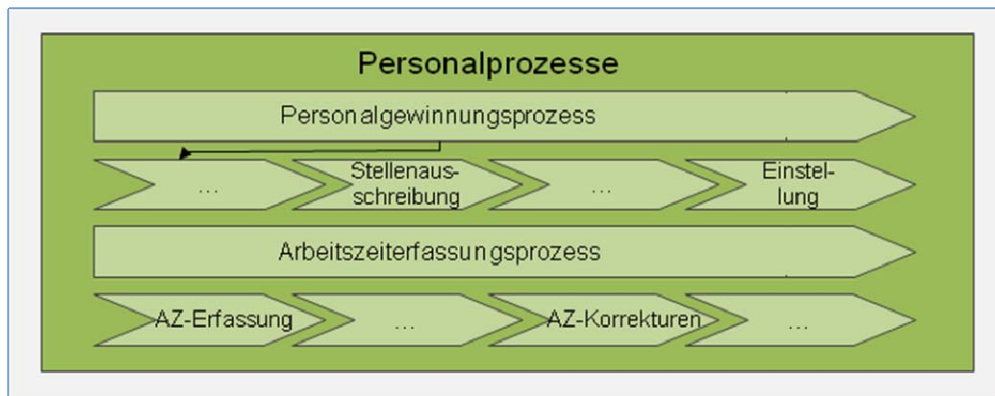 Personalprozesse
Personalgewinnungsprozess
...
Stellenaus-
schreibung
...
Einstel-
lung
Arbeitszeiterfassungsprozess
AZ-Erfassung
...
AZ-Korrekturen
...